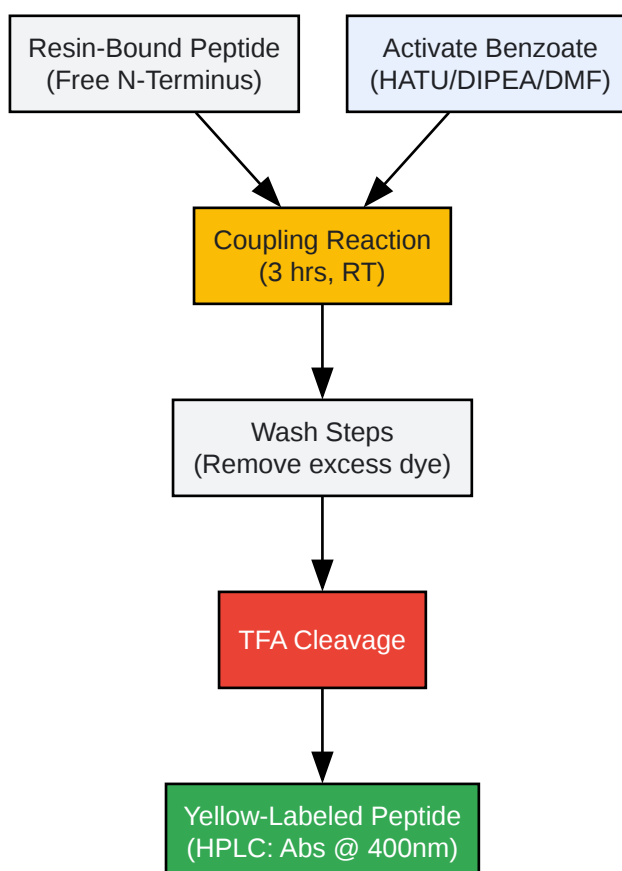 Resin-Bound Peptide
(Free N-Terminus)
Activate Benzoate
(HATU/DIPEA/DMF)
Coupling Reaction
(3 hrs, RT)
Wash Steps
(Remove excess dye)
TFA Cleavage
Yellow-Labeled Peptide
(HPLC: Abs @ 400nm)